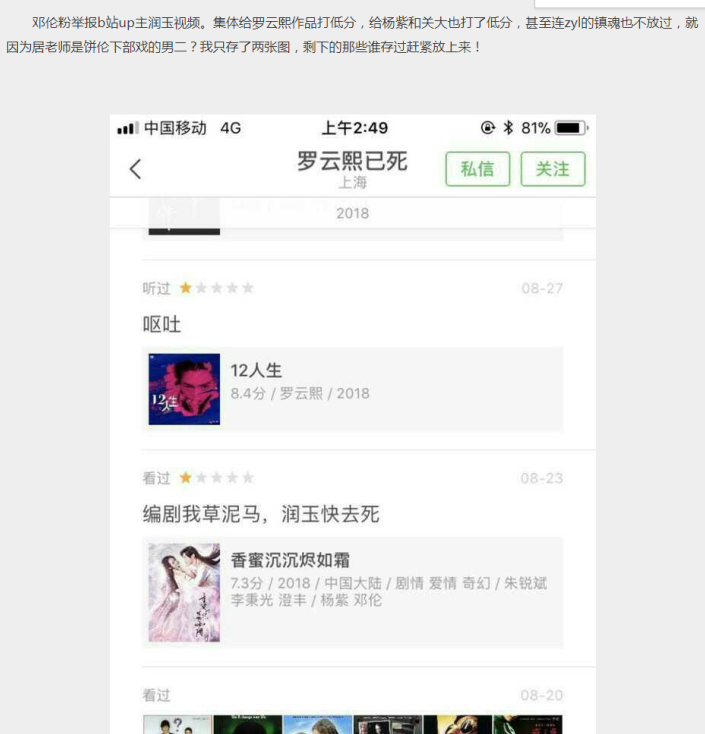 邓伦粉举报b站up主润玉视频。集体给罗云熙作品打低分，给杨紫和关大也打了低分，甚至连zyl的镇魂也不放过，就
因为居老师是饼伦下部戏的男二？我只存了两张图，剩下的那些谁存过赶紧放上来！
中国移动 4G 上午2:49 81%
罗云熙已死
上海
私信
关注
2018
听过 08-27
呕吐
12人生
12人生
8.4分 / 罗云熙 / 2018
看过 08-23
编剧我草泥马，润玉快去死
香蜜沉沉烬如霜
7.3分 / 2018 / 中国大陆 / 剧情 爱情 奇幻 / 朱锐斌
李秉光 澄丰 / 杨紫 邓伦
看过 08-20